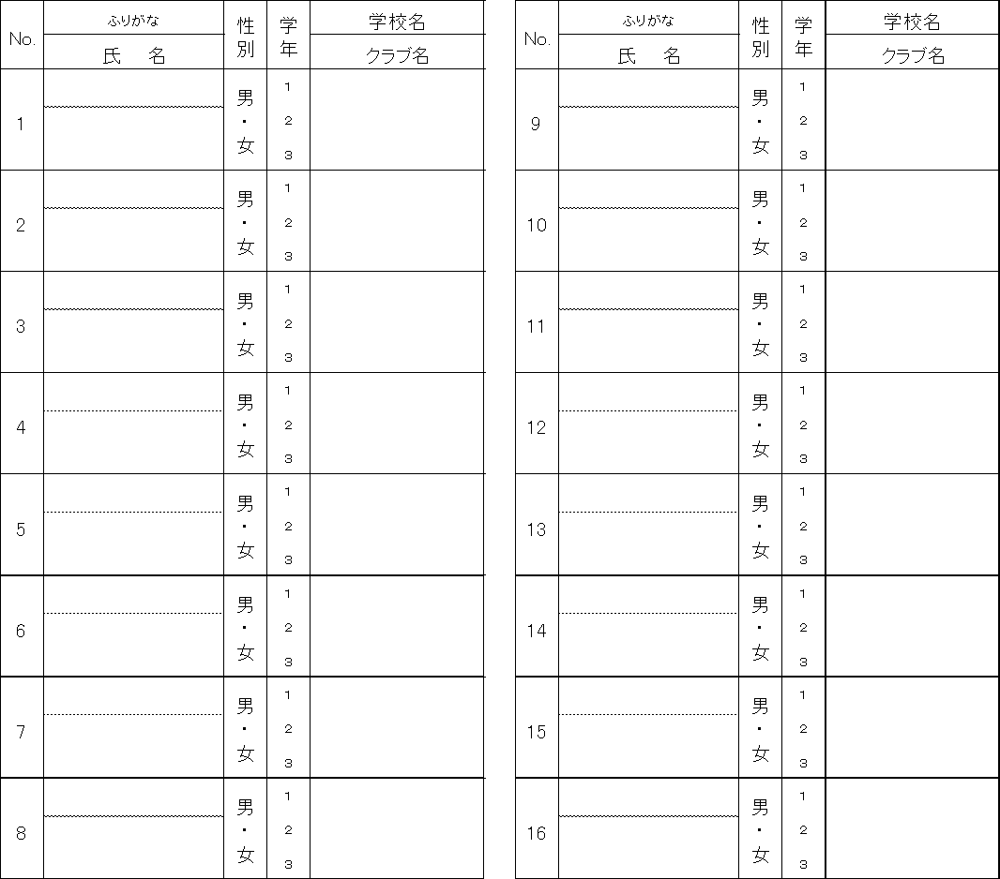 No. ふりがな 性別 学年 学校名
氏 名 クラブ名
1 男・女 1 2 3
2 男・女 1 2 3
3 男・女 1 2 3
4 男・女 1 2 3
5 男・女 1 2 3
6 男・女 1 2 3
7 男・女 1 2 3
8 男・女 1 2 3
No. ふりがな 性別 学年 学校名
氏 名 クラブ名
9 男・女 1 2 3
10 男・女 1 2 3
11 男・女 1 2 3
12 男・女 1 2 3
13 男・女 1 2 3
14 男・女 1 2 3
15 男・女 1 2 3
16 男・女 1 2 3